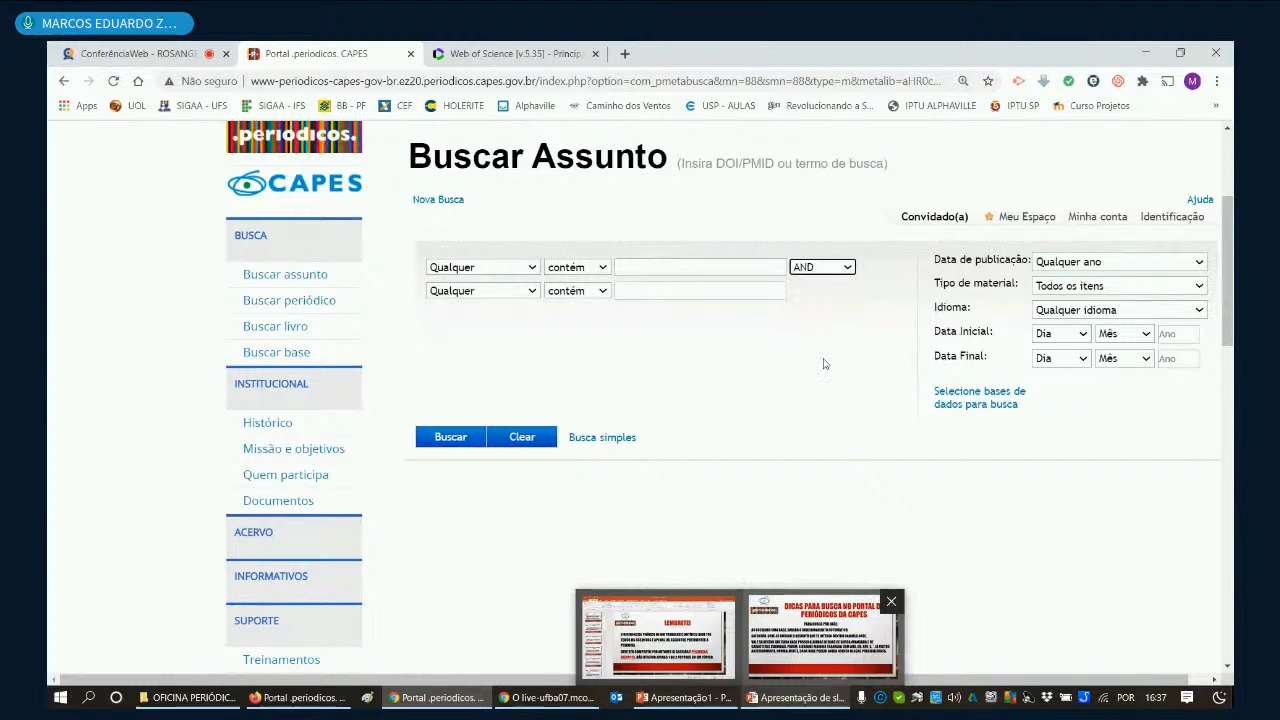 MARCOS EDUARDO Z...
ConferênciaWeb - ROSANGE
Portal .periodicos. CAPES
Web of Science [v.5.35] - Princip
Não seguro
www-periodicos-capes-gov-br.ez20.periodicos.capes.gov.br/index.php?option=com_pmetabusca&mn=88&smn=88&type=m&metalib=aHR0c...
M
Apps
UOL
SIGAA - UFS
SIGAA - IFS
BB - PF
CEF
HOLERITE
Alphaville
Caminho dos Ventos
USP - AULAS
Revolucionando a S...
IPTU ALPHAVILLE
IPTU SP
Cubo Projetos
»
.periodicos.
CAPES
BUSCA
Buscar assunto
Buscar periódico
Buscar livro
Buscar base
INSTITUCIONAL
Histórico
Missão e objetivos
Quem participa
Documentos
ACERVO
INFORMATIVOS
SUPORTE
Treinamentos
Buscar Assunto (Insira DOI/PMID ou termo de busca)
Nova Busca
Ajuda
Convidado(a)
Meu Espaço
Minha conta
Identificação
Qualquer contém AND
Qualquer contém
Data de publicação: Qualquer ano
Tipo de material: Todos os itens
Idioma: Qualquer idioma
Data Inicial: Dia Mês Ano
Data Final: Dia Mês Ano
Selecione bases de
dados para busca
Buscar
Clear
Busca simples
LEMBRETE!
DICAS PARA BUSCA NO PORTAL D
PERIÓDICOS DA CAPES
OFICINA PERIÓDIC...
Portal .periodicos. ...
Portal .periodicos. ...
O live-ufba07.mco...
Apresentação1 - P...
Apresentação de sl...
POR
16:37